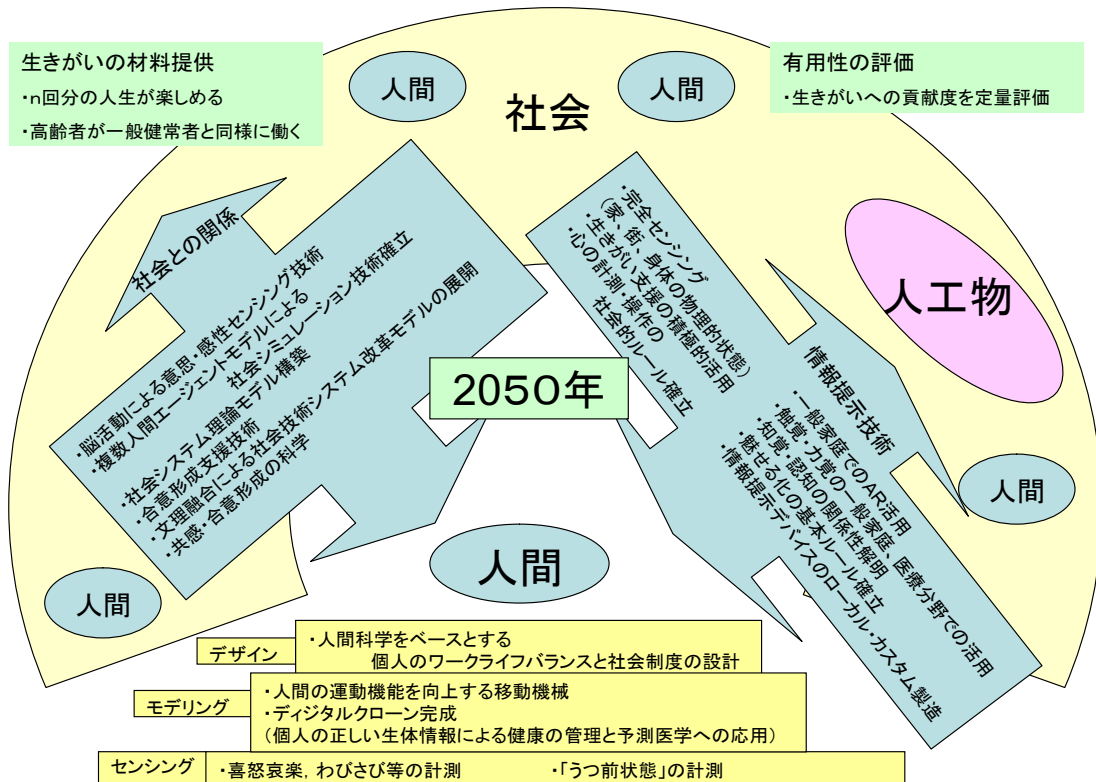 生きがいの材料提供
・n回分の人生が楽しめる
・高齢者が一般健常者と同様に働く
人間
社会
人間
有用性の評価
・生きがいへの貢献度を定量評価
社会との関係
・脳活動による意思・感性センシング技術
・複数人間エージェントモデルによる
社会シミュレーション技術確立
・社会システム理論モデル構築
・合意形成支援技術
・文理融合による社会技術システム改革モデルの展開
・共感・合意形成の科学
・完全センシング
(家、街、身体の物理的状態)
・生きがい支援の積極的活用
・心の計測・操作の
社会的ルール確立
人工物
情報提示技術
・一般家庭でのAR活用
・触覚・力覚の一般家庭、医療分野での活用
・知覚・認知の関係性解明
・魅せる化の基本ルール確立
・情報提示デバイスのローカル・カスタム製造
2050年
人間
人間
人間
デザイン
・人間科学をベースとする
個人のワークライフバランスと社会制度の設計
モデリング
・人間の運動機能を向上する移動機械
・ディジタルクローン完成
(個人の正しい生体情報による健康の管理と予測医学への応用)
センシング
・喜怒哀楽，わびさび等の計測 ・「うつ前状態」の計測